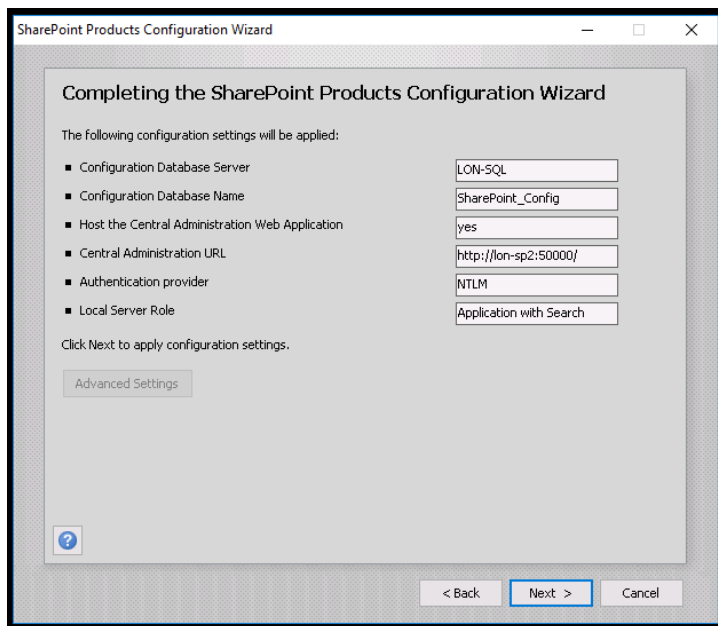 SharePoint Products Configuration Wizard
Completing the SharePoint Products Configuration Wizard
The following configuration settings will be applied:
Configuration Database Server LON-SQL
Configuration Database Name SharePoint_Config
Host the Central Administration Web Application yes
Central Administration URL http://lon-sp2:50000/
Authentication provider NTLM
Local Server Role Application with Search
Click Next to apply configuration settings.
Advanced Settings
?
< Back Next > Cancel